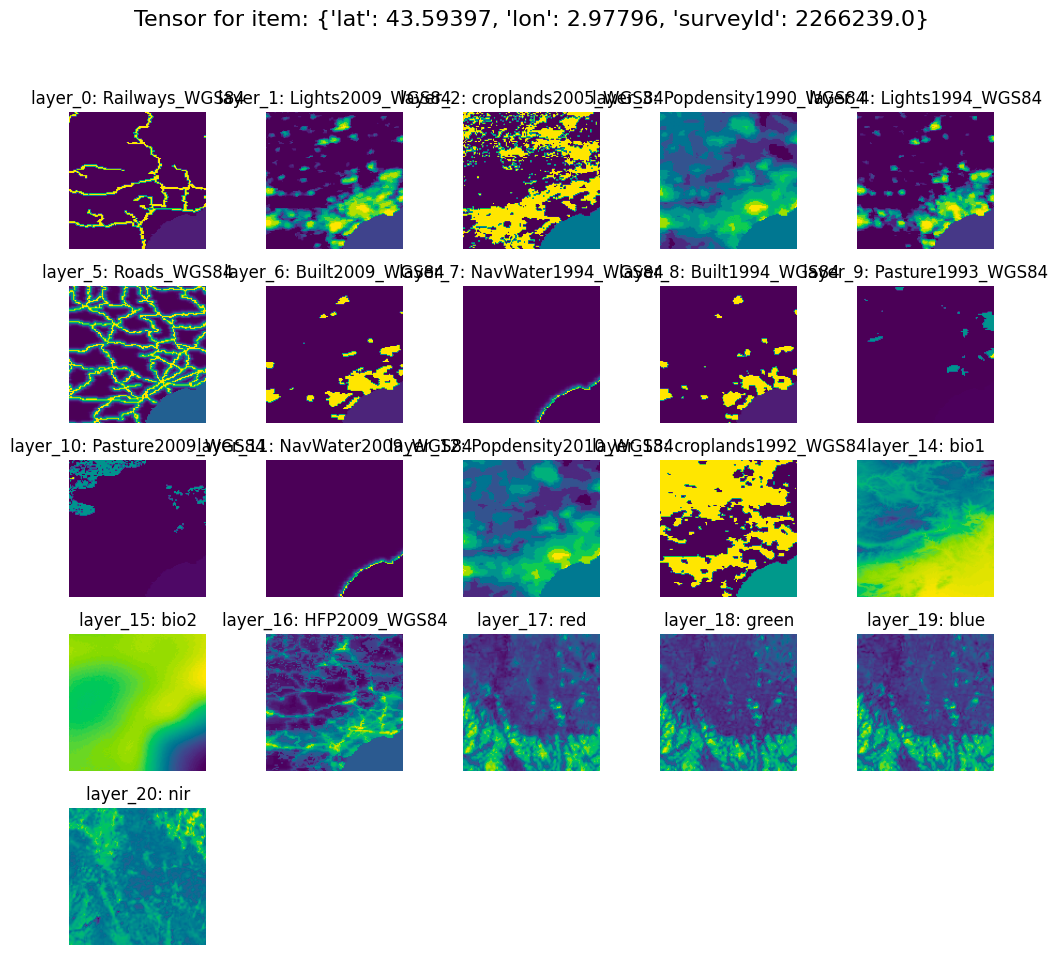 Tensor for item: {'lat': 43.59397, 'lon': 2.97796, 'surveyId': 2266239.0}
layer_0: Railways_WGS84
layer_1: Lights2009_WGS84
layer_2: croplands2005_WGS84
layer_3: Popdensity1990_WGS84
layer_4: Lights1994_WGS84
layer_5: Roads_WGS84
layer_6: Built2009_WGS84
layer_7: NavWater1994_WGS84
layer_8: Built1994_WGS84
layer_9: Pasture1993_WGS84
layer_10: Pasture2009_WGS84
layer_11: NavWater2009_WGS84
layer_12: Popdensity2010_WGS84
layer_13: croplands1992_WGS84
layer_14: bio1
layer_15: bio2
layer_16: HFP2009_WGS84
layer_17: red
layer_18: green
layer_19: blue
layer_20: nir